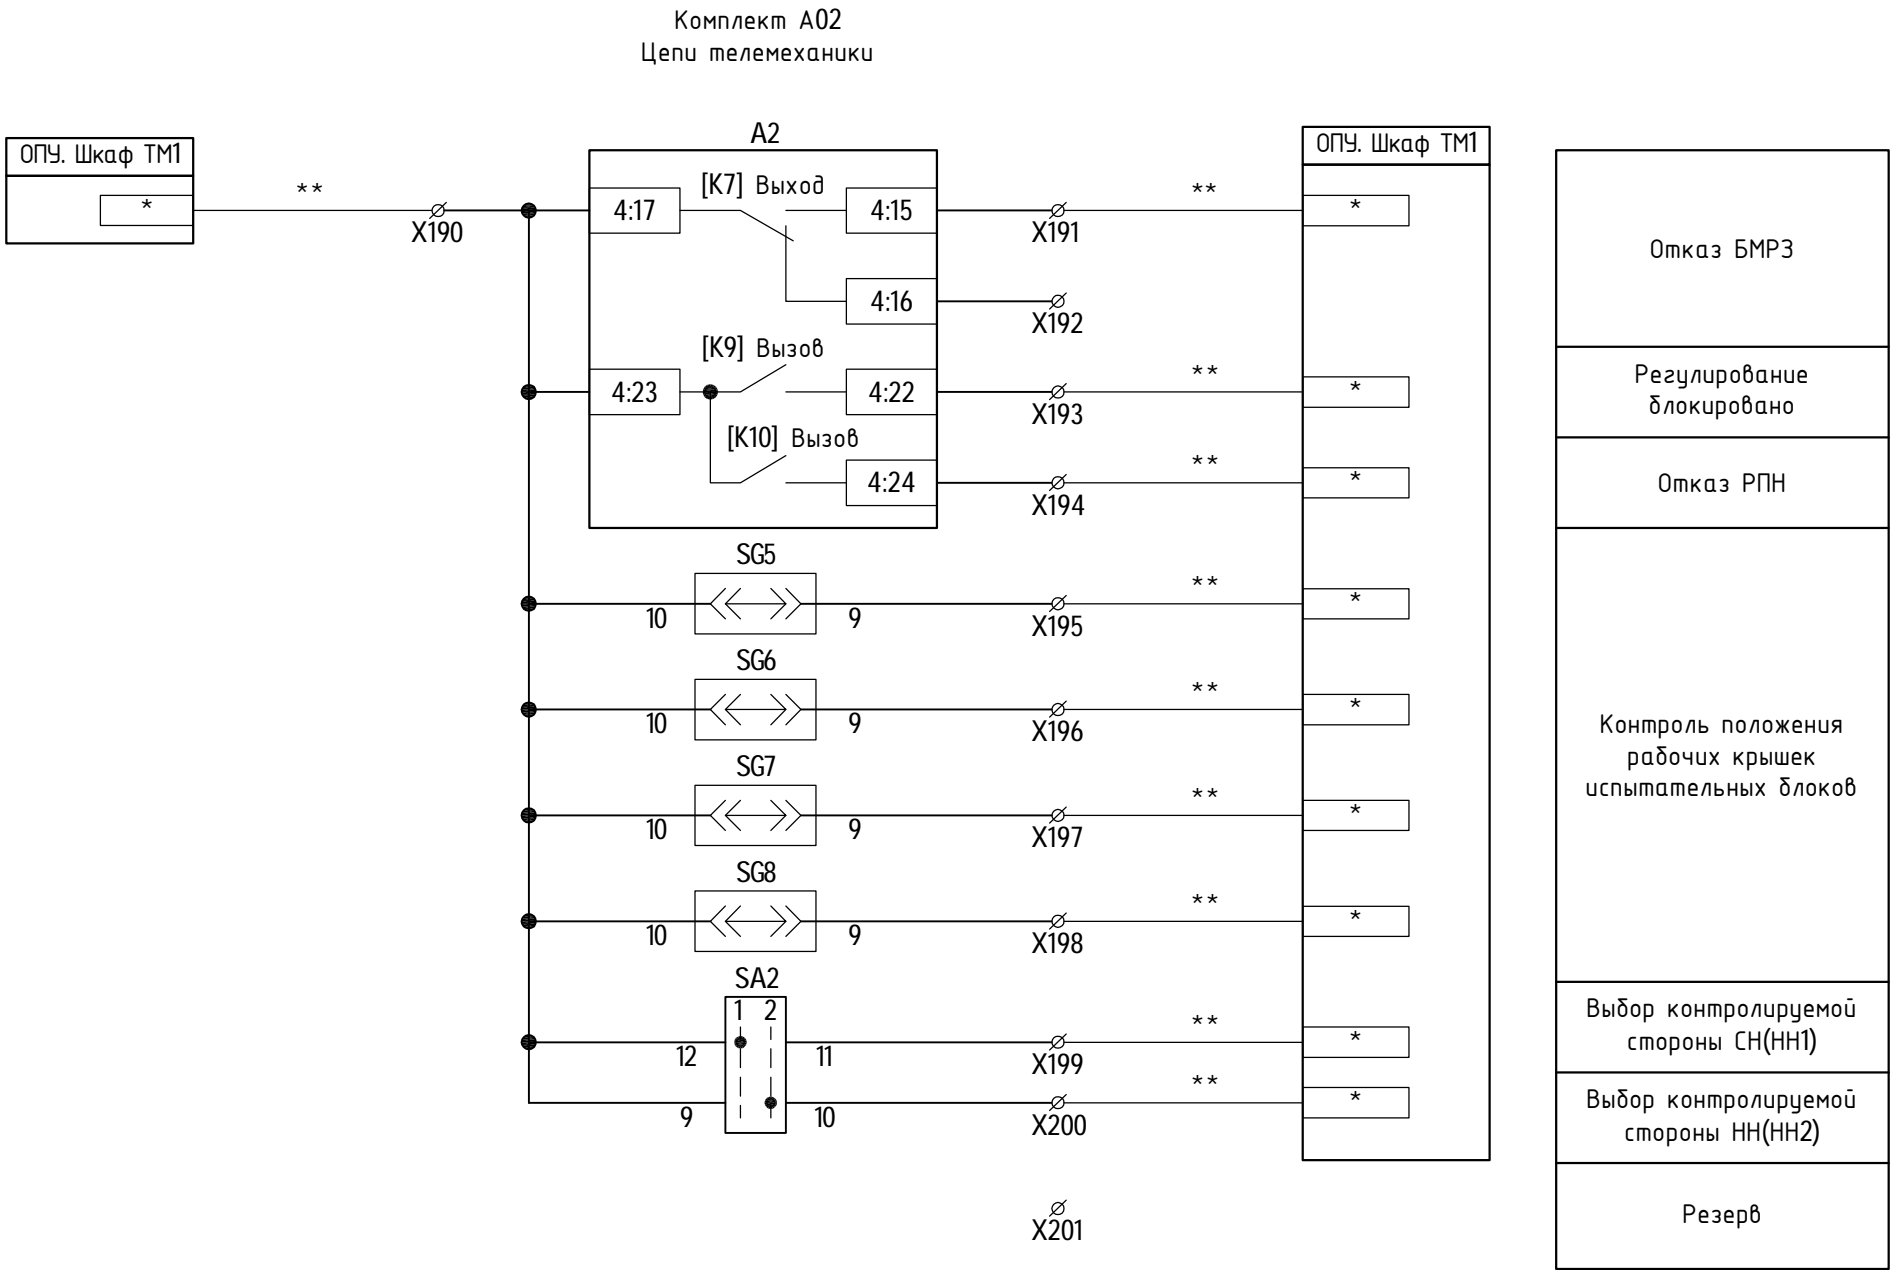 Комплект А02
Цепи телемеханики
ОПУ. Шкаф ТМ1
*
**
X190
A2
4:17
[K7] Выход
4:15
4:16
[K9] Вызов
4:23
4:22
[K10] Вызов
4:24
X191
**
X192
X193
**
X194
**
SG5
10
9
X195
**
SG6
10
9
X196
**
SG7
10
9
X197
**
SG8
10
9
X198
**
SA2
1 2
12
11
X199
**
9
10
X200
**
X201
ОПУ. Шкаф ТМ1
*
*
*
*
*
*
*
*
*
Отказ БМРЗ
Регулирование
блокировано
Отказ РПН
Контроль положения
рабочих крышек
испытательных блоков
Выбор контролируемой
стороны СН(НН1)
Выбор контролируемой
стороны НН(НН2)
Резерв